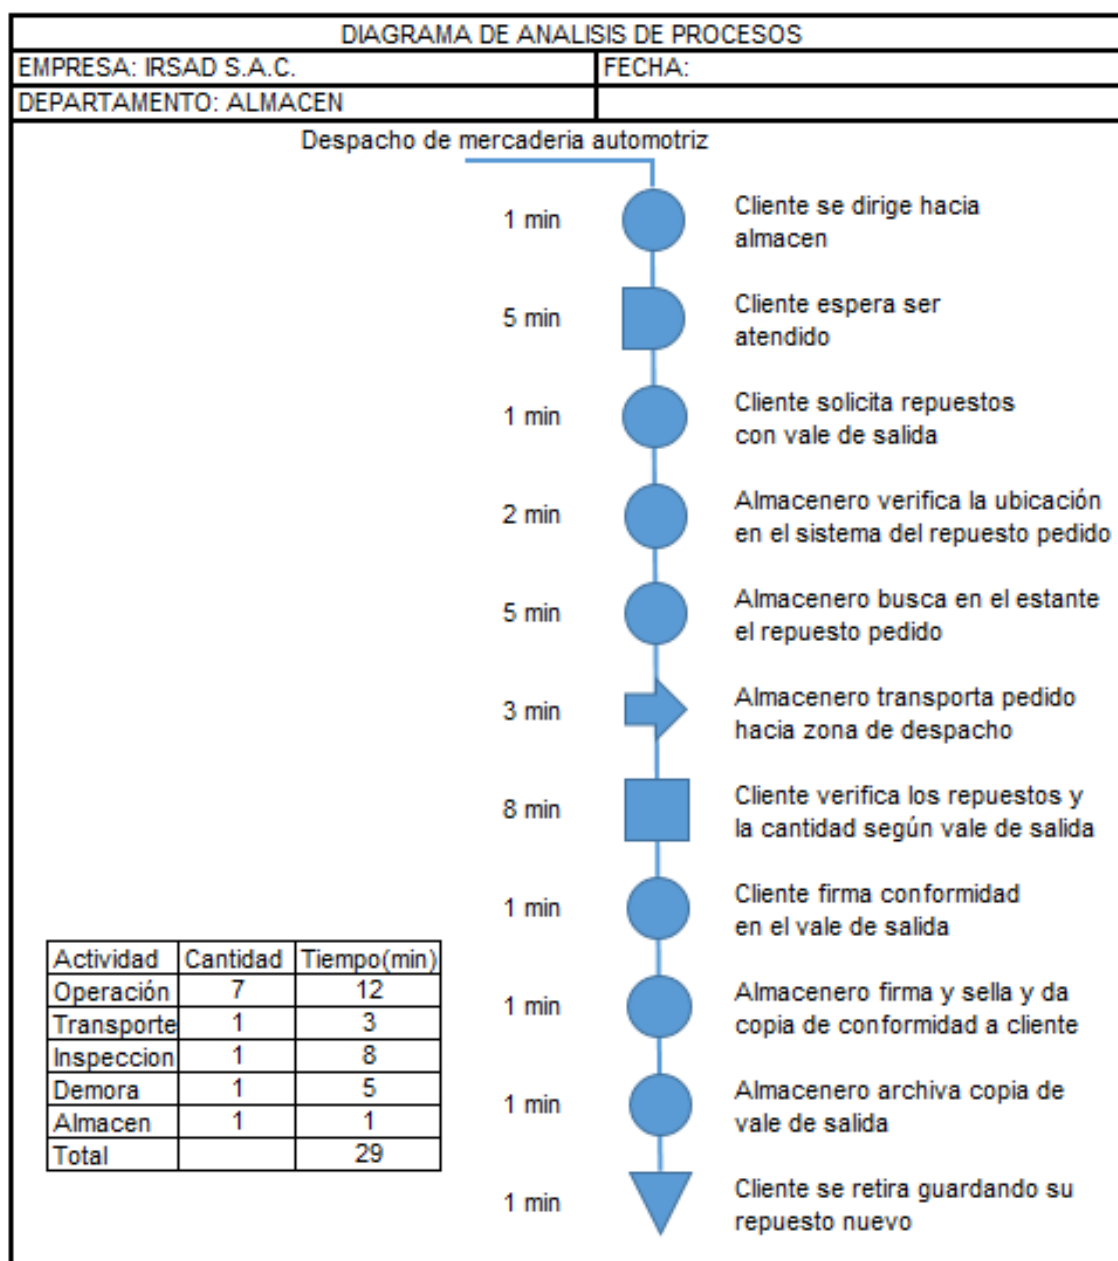 DIAGRAMA DE ANALISIS DE PROCESOS
EMPRESA: IRSAD S.A.C.
FECHA:
DEPARTAMENTO: ALMACEN
Despacho de mercaderia automotriz
1 min
Cliente se dirige hacia
almacen
5 min
Cliente espera ser
atendido
1 min
Cliente solicita repuestos
con vale de salida
2 min
Almacenero verifica la ubicación
en el sistema del repuesto pedido
5 min
Almacenero busca en el estante
el repuesto pedido
3 min
Almacenero transporta pedido
hacia zona de despacho
8 min
Cliente verifica los repuestos y
la cantidad según vale de salida
1 min
Cliente firma conformidad
en el vale de salida
1 min
Almacenero firma y sella y da
copia de conformidad a cliente
1 min
Almacenero archiva copia de
vale de salida
1 min
Cliente se retira guardando su
repuesto nuevo
Actividad Cantidad Tiempo(min)
Operación 7 12
Transporte 1 3
Inspeccion 1 8
Demora 1 5
Almacen 1 1
Total 29